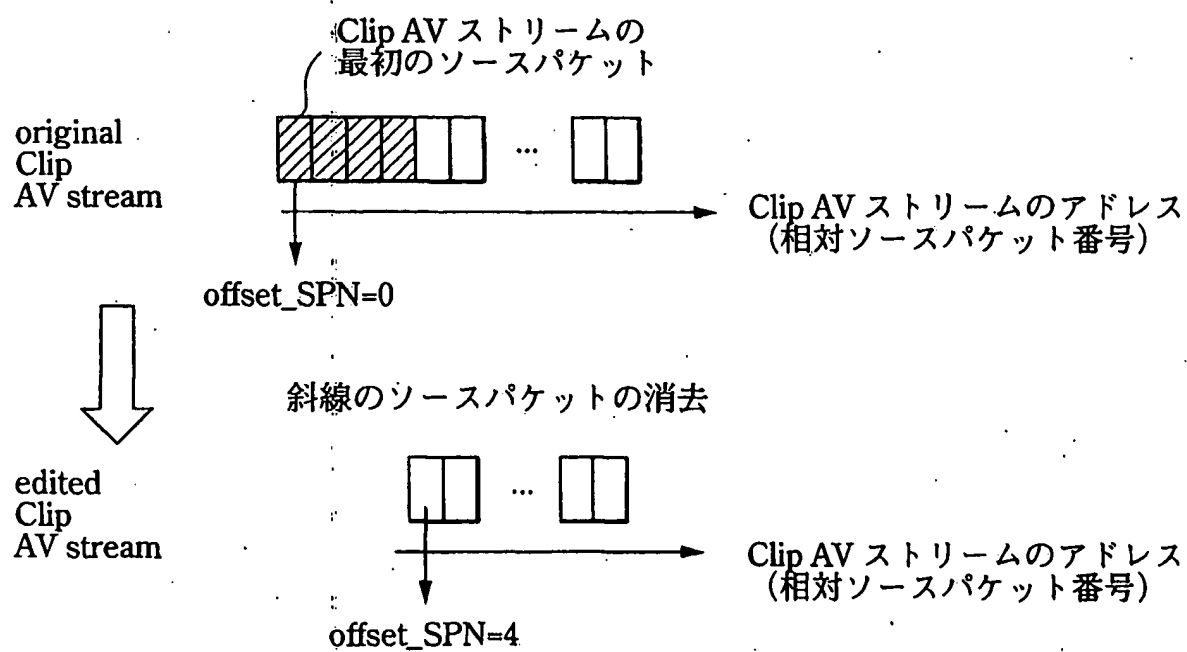 Clip AV ストリームの
最初のソースパケット
original
Clip
AV stream
...
Clip AV ストリームのアドレス
(相対ソースパケット番号)
offset_SPN=0
斜線のソースパケットの消去
edited
Clip
AV stream
...
Clip AV ストリームのアドレス
(相対ソースパケット番号)
offset_SPN=4